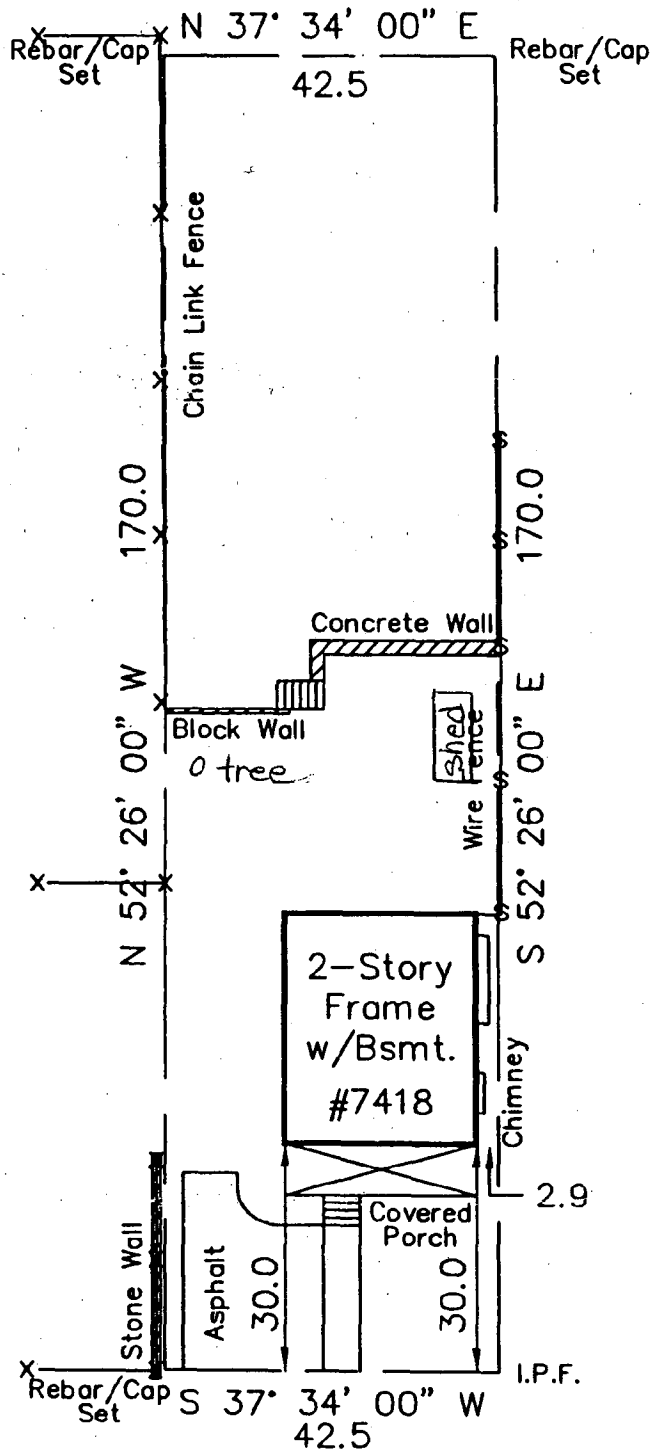 N 37° 34' 00" E
Rebar/Cap
Set
Rebar/Cap
Set
42.5
Chain Link Fence
170.0
170.0
Concrete Wall
N 52° 26' 00" W
Block Wall
shed
S 52° 26' 00" E
o tree
Wire Fence
2-Story
Frame
w/Bsmt.
#7418
Chimney
2.9
Covered
Porch
Stone Wall
Asphalt
30.0
30.0
I.P.F.
Rebar/Cap
Set
S 37° 34' 00" W
42.5